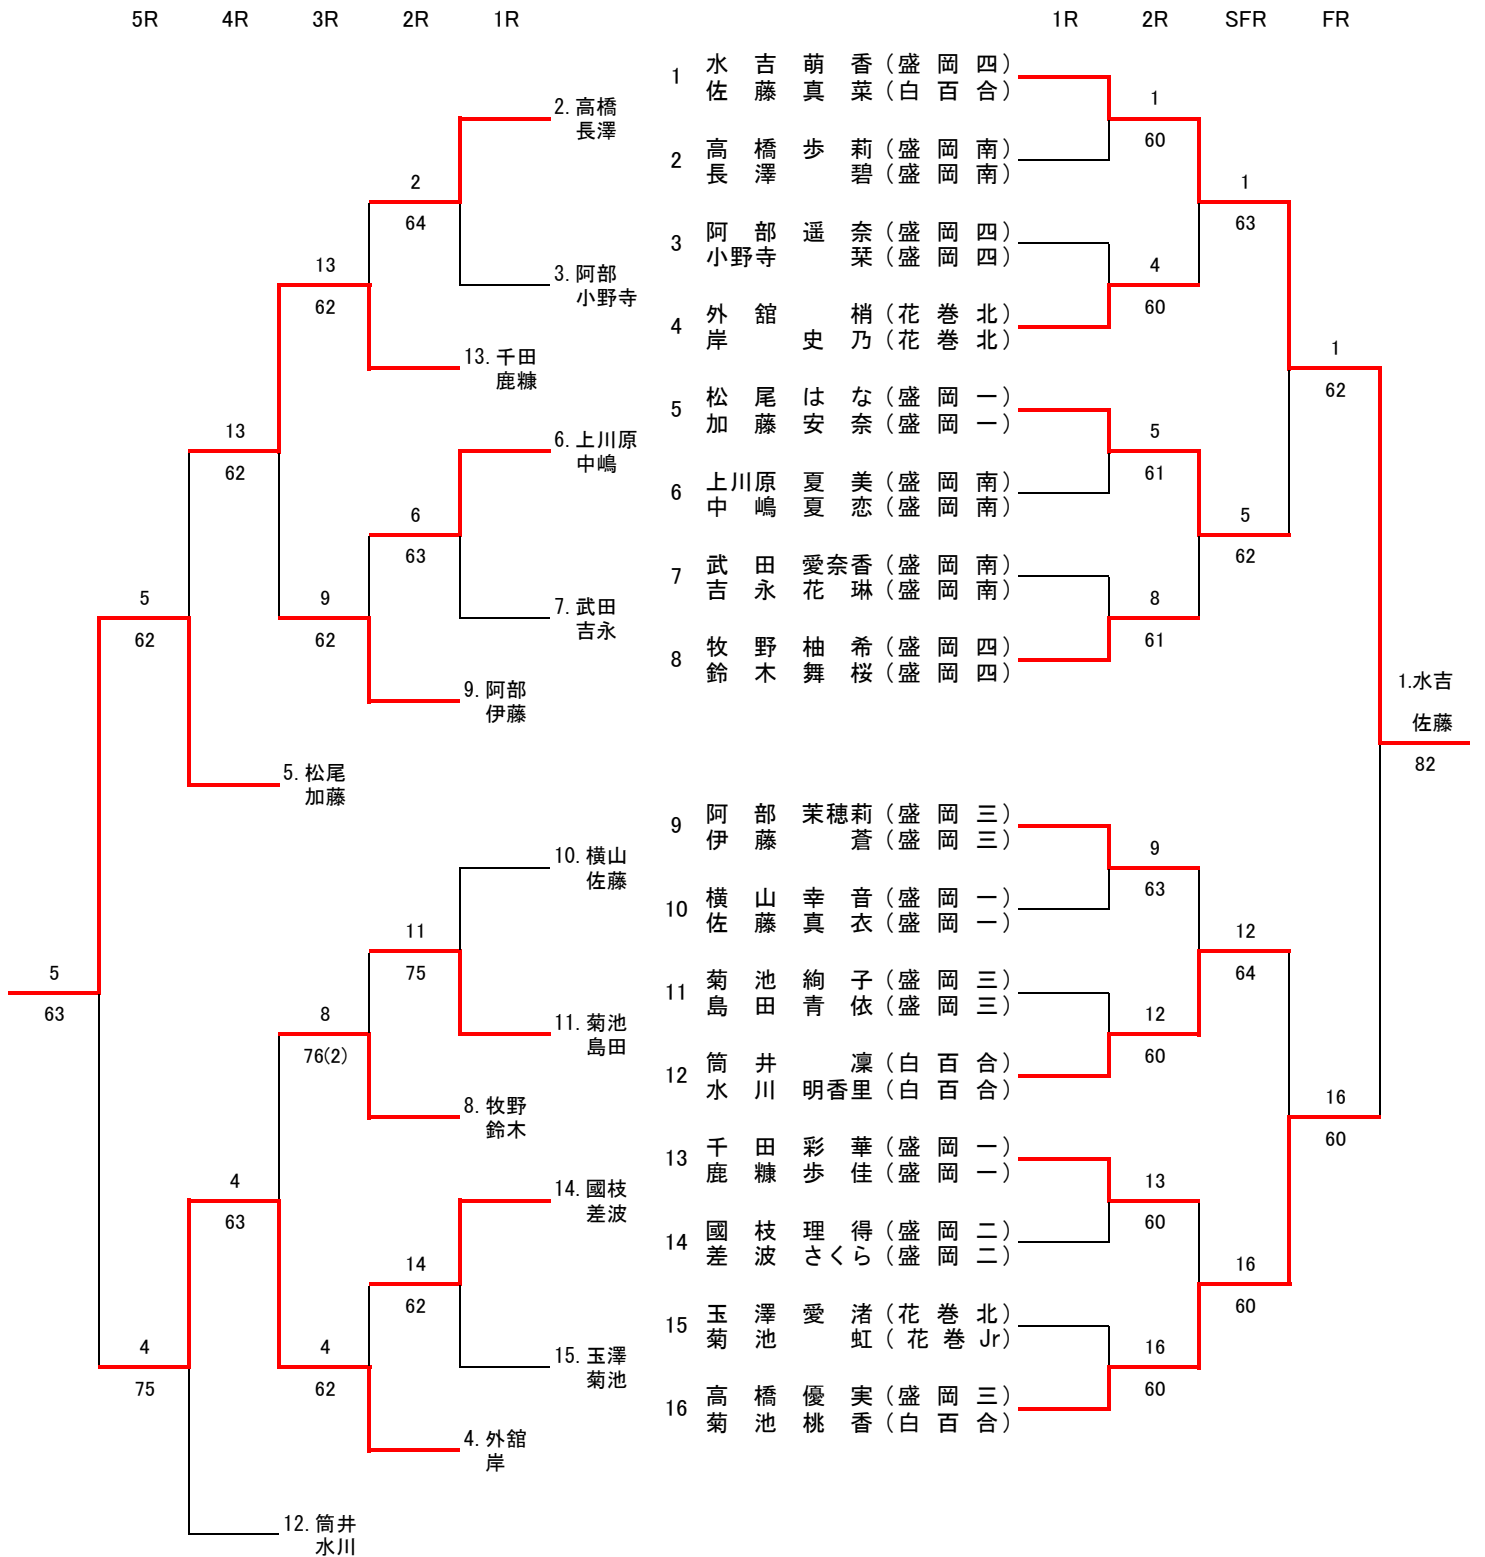 5R 4R 3R 2R 1R 1R 2R SFR FR
1 水吉 萌香(盛岡四)
佐藤 真菜(白百合)
2 高橋 歩莉(盛岡南)
長澤 碧(盛岡南)
3 阿部 遥奈(盛岡四)
小野寺 栞(盛岡四)
4 外舘 梢(花巻北)
岸 史乃(花巻北)
5 松尾 はな(盛岡一)
加藤 安奈(盛岡一)
6 上川原 夏美(盛岡南)
中嶋 夏恋(盛岡南)
7 武田 愛奈香(盛岡南)
吉永 花琳(盛岡南)
8 牧野 柚希(盛岡四)
鈴木 舞桜(盛岡四)
9 阿部 茉穂莉(盛岡三)
伊藤 蒼(盛岡三)
10 横山 幸音(盛岡一)
佐藤 真衣(盛岡一)
11 菊池 絢子(盛岡三)
島田 青依(盛岡三)
12 筒井 凜(白百合)
水川 明香里(白百合)
13 千田 彩華(盛岡一)
鹿糠 歩佳(盛岡一)
14 國枝 理得(盛岡二)
差波 さくら(盛岡二)
15 玉澤 愛渚(花巻北)
菊池 虹(花巻Jr)
16 高橋 優実(盛岡三)
菊池 桃香(白百合)
1
60
4
60
5
61
8
61
9
63
12
60
13
60
16
60
1
63
5
62
12
64
16
60
1
62
16
60
1.水吉
佐藤
82
2.高橋
長澤
3.阿部
小野寺
13.千田
鹿糠
6.上川原
中嶋
7.武田
吉永
9.阿部
伊藤
5.松尾
加藤
10.横山
佐藤
11.菊池
島田
8.牧野
鈴木
14.國枝
差波
15.玉澤
菊池
4.外舘
岸
12.筒井
水川
2
64
6
63
11
75
14
62
13
62
9
62
8
76(2)
4
62
13
62
4
63
5
62
4
75
5
63